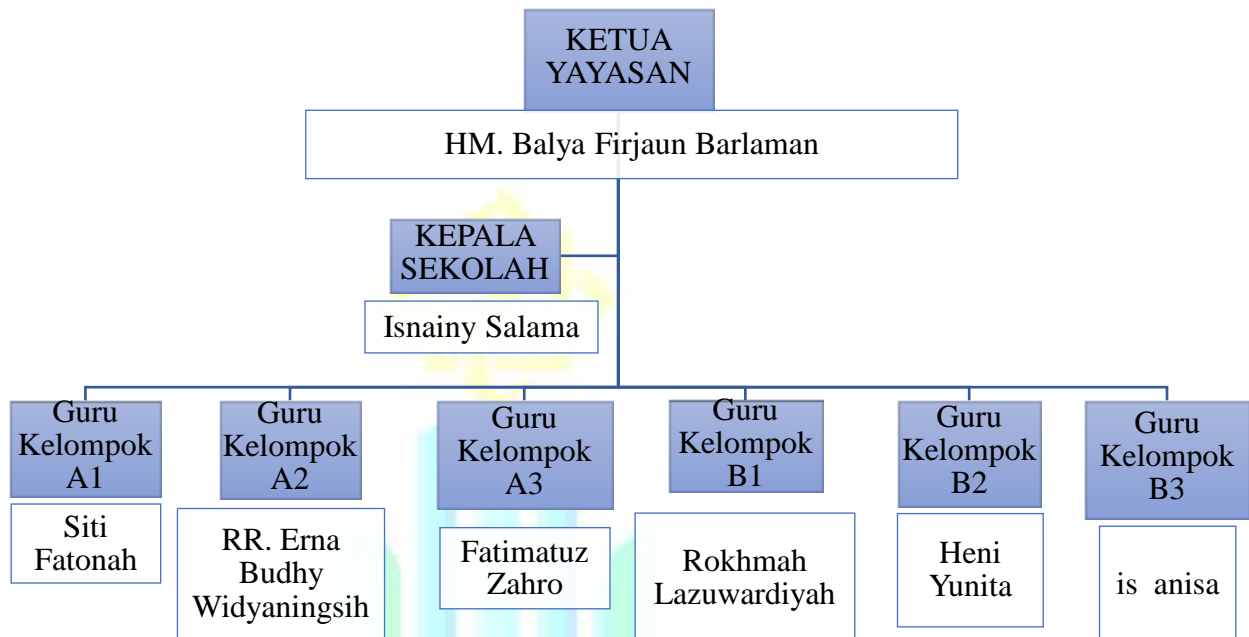 KETUA
YAYASAN
HM. Balya Firjaun Barlaman
KEPALA
SEKOLAH
Isnainy Salama
Guru
Kelompok
A1
Siti
Fatonah
Guru
Kelompok
A2
RR. Erna
Budhy
Widyaningsih
Guru
Kelompok
A3
Fatimatuz
Zahro
Guru
Kelompok
B1
Rokhmah
Lazuwardiyah
Guru
Kelompok
B2
Heni
Yunita
Guru
Kelompok
B3
is anisa